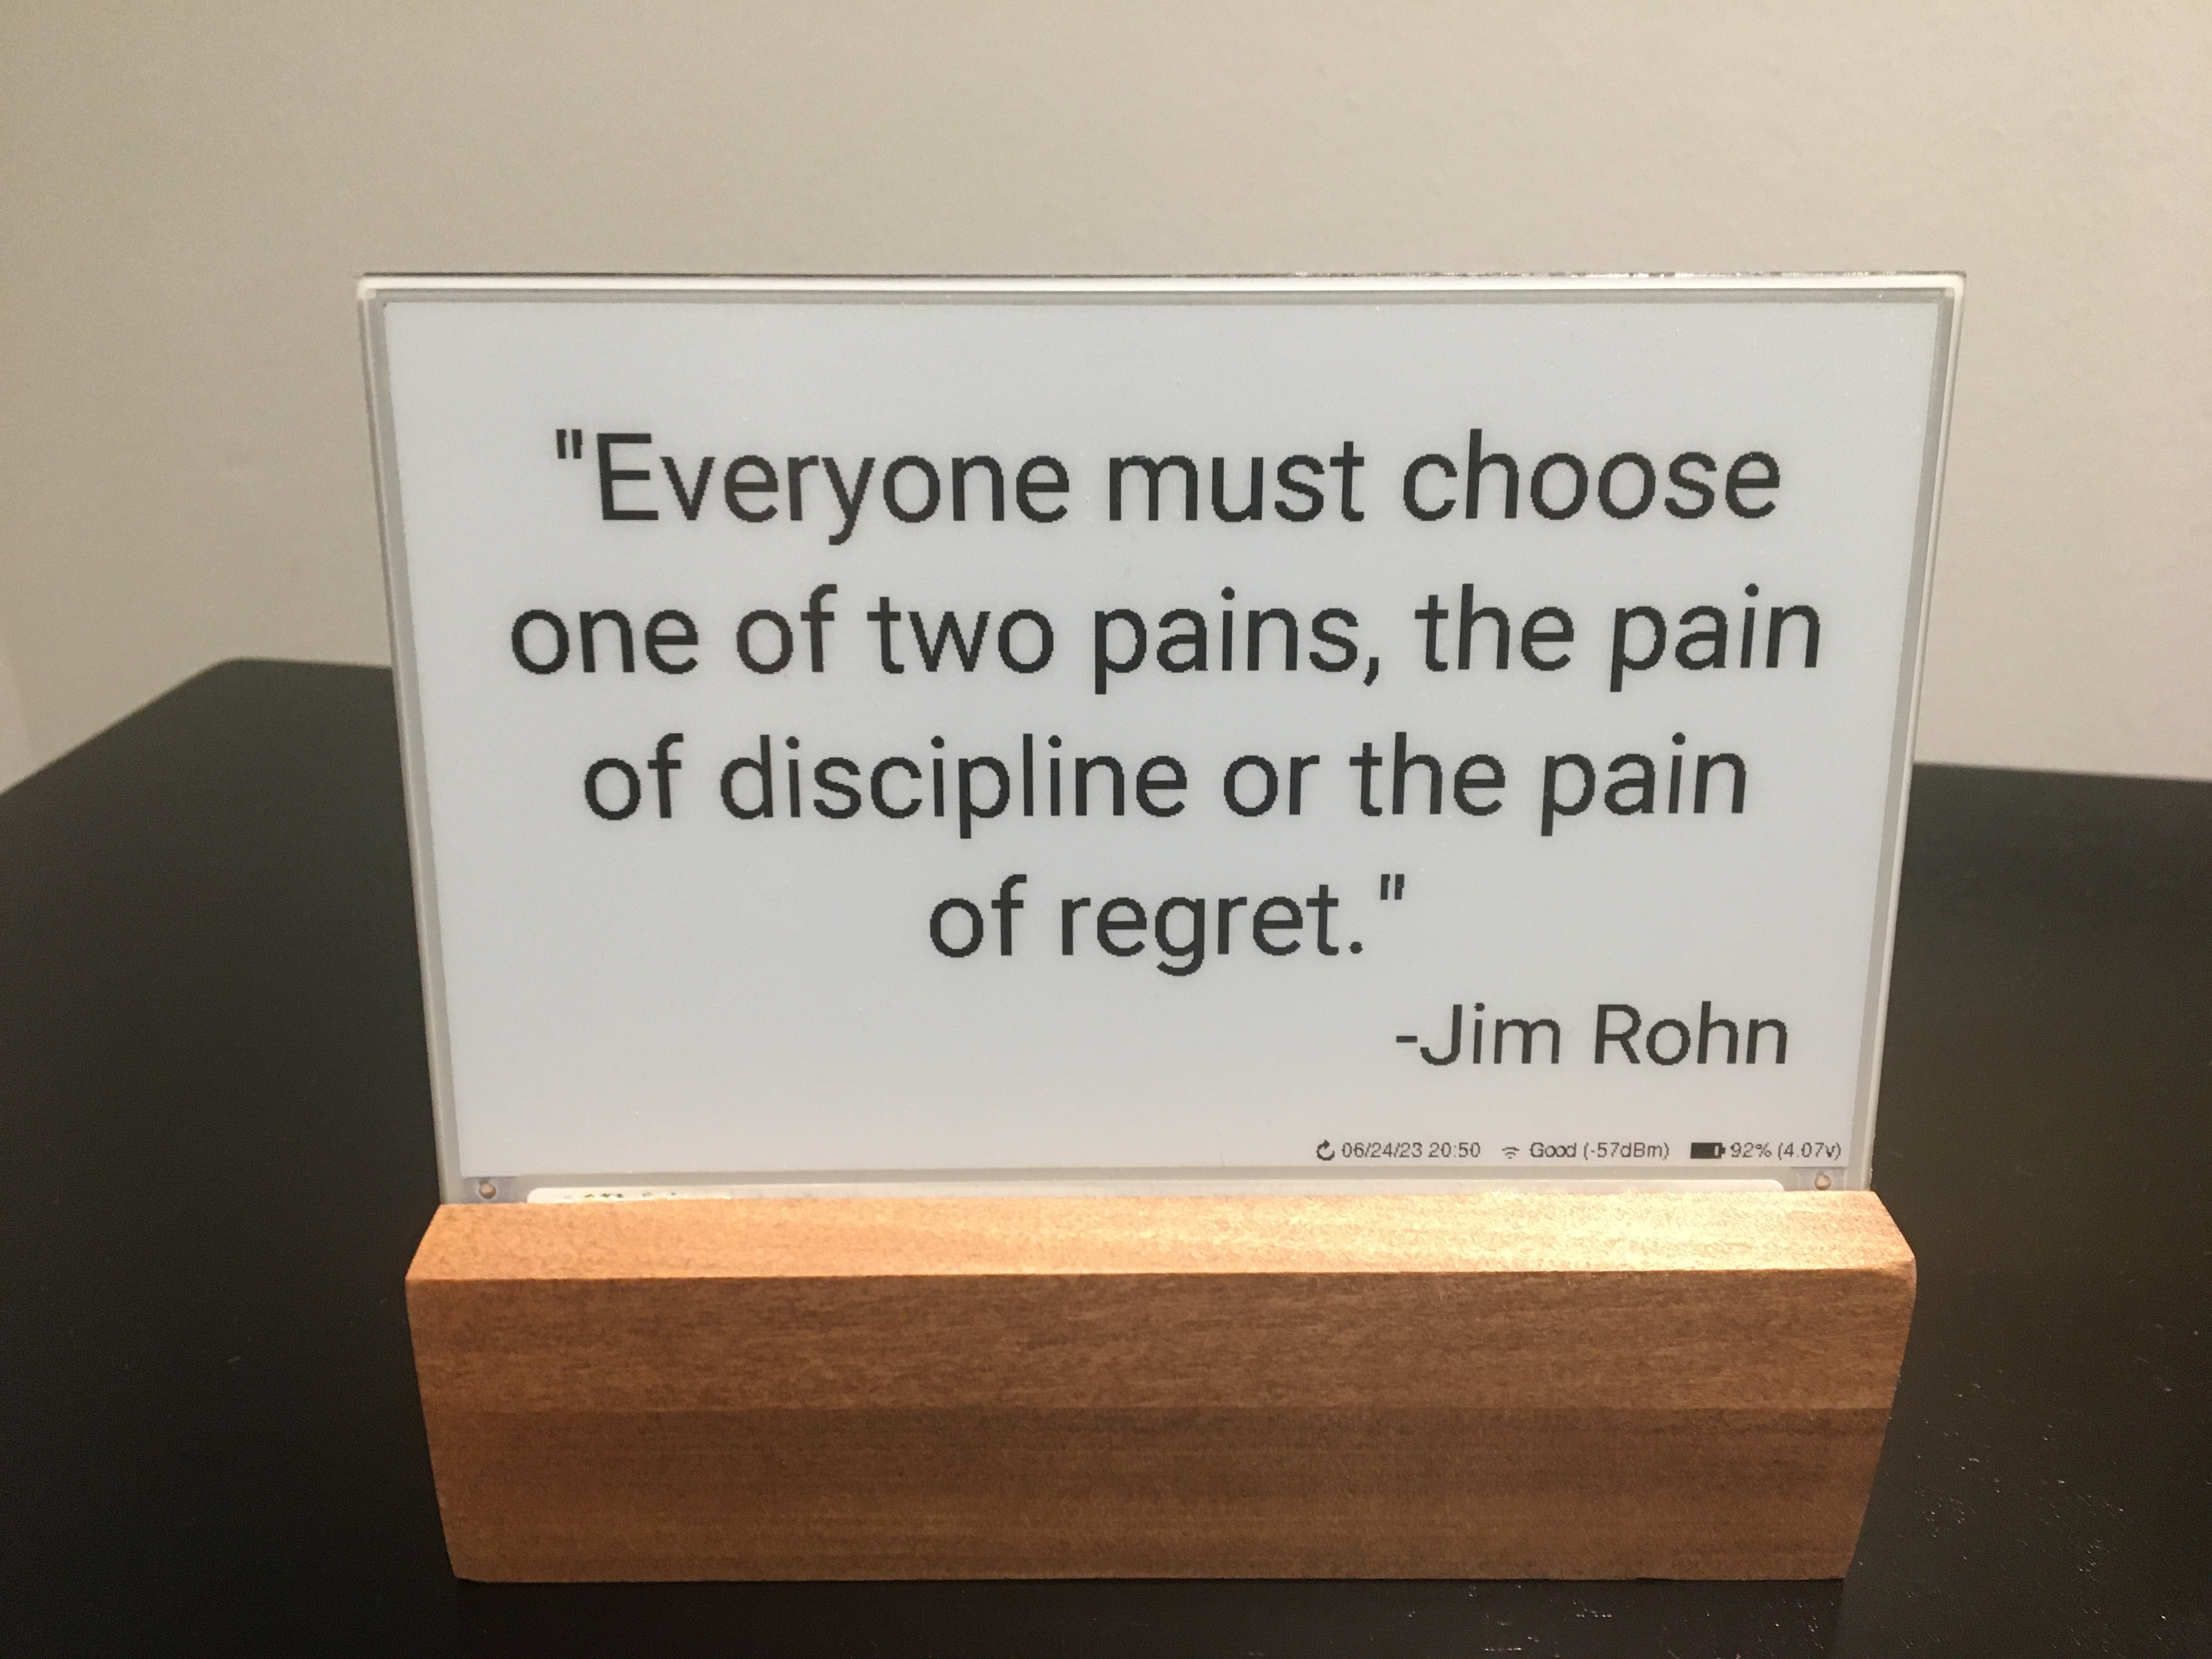 "Everyone must choose
one of two pains, the pain
of discipline or the pain
of regret."
-Jim Rohn
06/24/23 20:50 Good (-57dBm) 92% (4.07v)